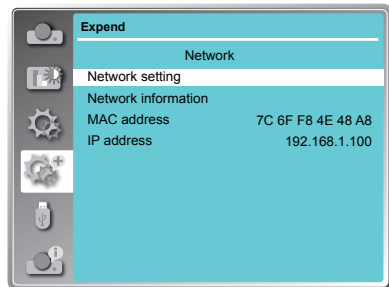 Expend
Network
Network setting
Network information
MAC address 7C 6F F8 4E 48 A8
IP address 192.168.1.100